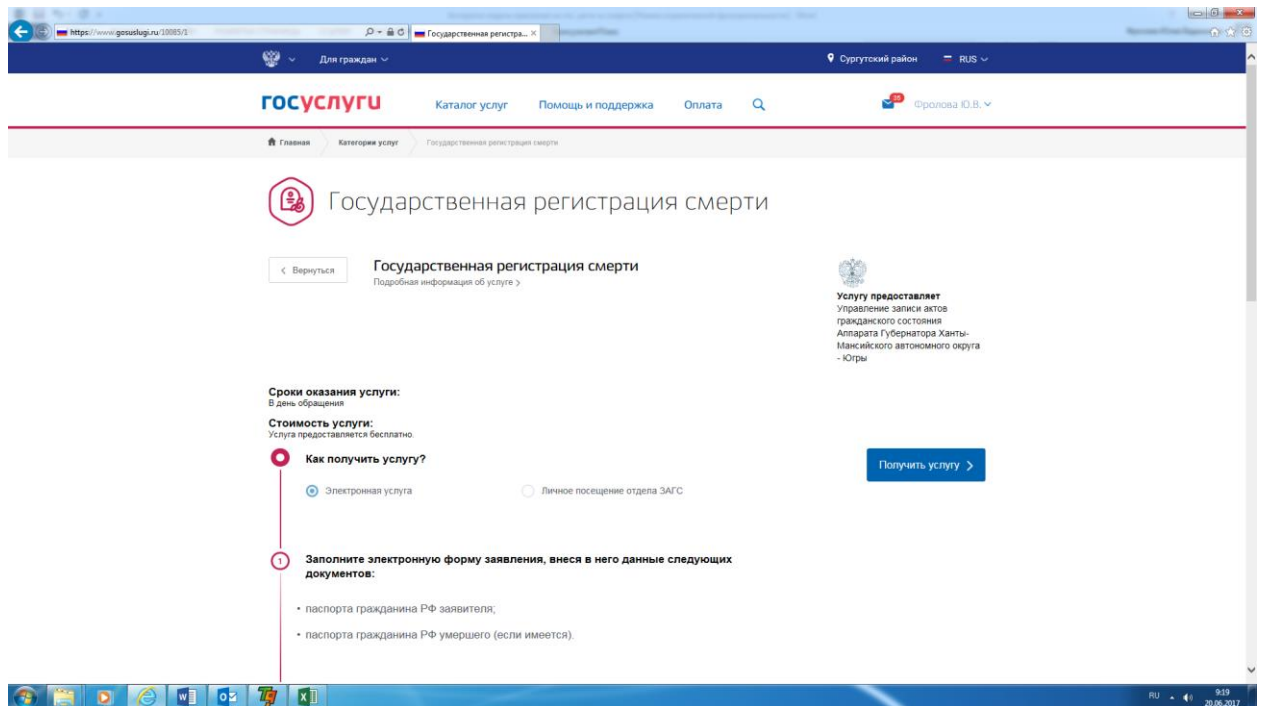 https://www.gosuslugi.ru/10085/1
Государственная регистра...
Для граждан
Сургутский район
RUS
госуслуги
Каталог услуг
Помощь и поддержка
Оплата
Фролова Ю.В.
Главная
Категории услуг
Государственная регистрация смерти
Государственная регистрация смерти
Вернуться
Государственная регистрация смерти
Подробная информация об услуге >
Услугу предоставляет
Управление записи актов
гражданского состояния
Аппарата Губернатора Ханты-
Мансийского автономного округа
- Югры
Сроки оказания услуги:
В день обращения
Стоимость услуги:
Услуга предоставляется бесплатно.
Как получить услугу?
Получить услугу >
Электронная услуга
Личное посещение отдела ЗАГС
1
Заполните электронную форму заявления, внеся в него данные следующих
документов:
• паспорта гражданина РФ заявителя;
• паспорта гражданина РФ умершего (если имеется).
RU
9:19
20.06.2017